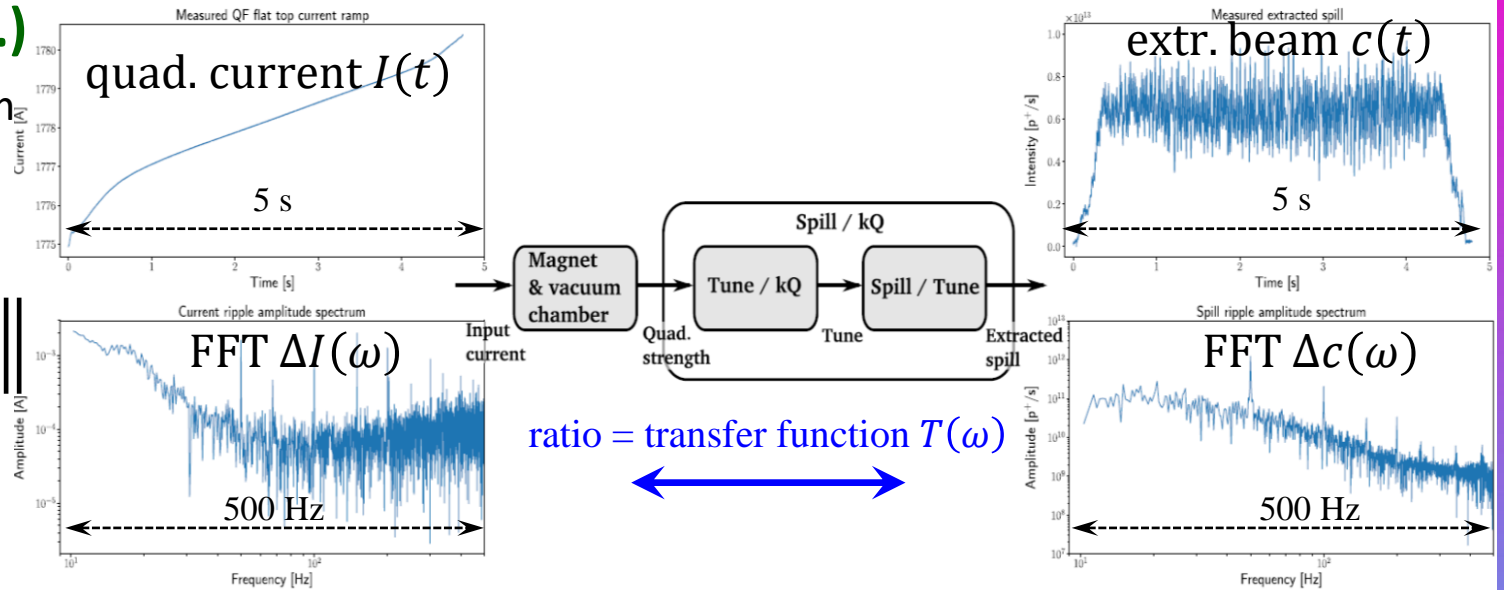 .)
m
Measured QF flat top current ramp
quad. current I(t)
Current [A]
1780
1779
1778
1777
1776
1775
5 s
0 1 2 3 4 5
Time [s]
Measured extracted spill
×10¹³
extr. beam c(t)
Intensity [p⁺/s]
1.0
0.8
0.6
0.4
0.2
0.0
5 s
0 1 2 3 4 5
Time [s]
Spill / kQ
Magnet
& vacuum
chamber
Tune / kQ
Spill / Tune
Input
current
Quad.
strength
Tune
Extracted
spill
ratio = transfer function T(ω)
Current ripple amplitude spectrum
FFT ΔI(ω)
Amplitude [A]
10⁻³
10⁻⁴
10⁻⁵
500 Hz
10¹ 10²
Frequency [Hz]
Spill ripple amplitude spectrum
FFT Δc(ω)
Amplitude [p⁺/s]
10¹³
10¹²
10¹¹
10¹⁰
10⁹
10⁸
10⁷
500 Hz
10¹ 10²
Frequency [Hz]